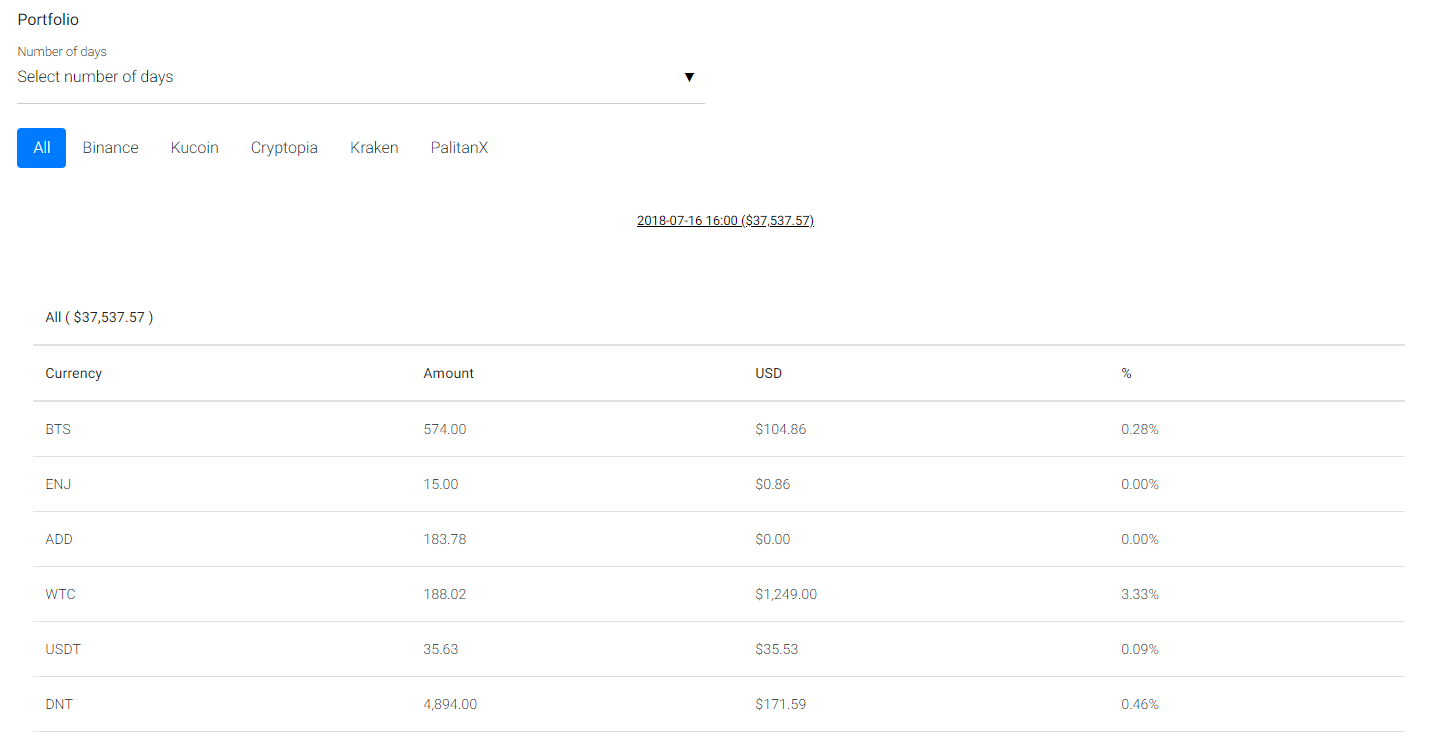 Portfolio
Number of days
Select number of days ▼
All Binance Kucoin Cryptopia Kraken PalitanX
2018-07-16 16:00 ($37,537.57)
All ( $37,537.57 )
Currency Amount USD %
BTS 574.00 $104.86 0.28%
ENJ 15.00 $0.86 0.00%
ADD 183.78 $0.00 0.00%
WTC 188.02 $1,249.00 3.33%
USDT 35.63 $35.53 0.09%
DNT 4,894.00 $171.59 0.46%